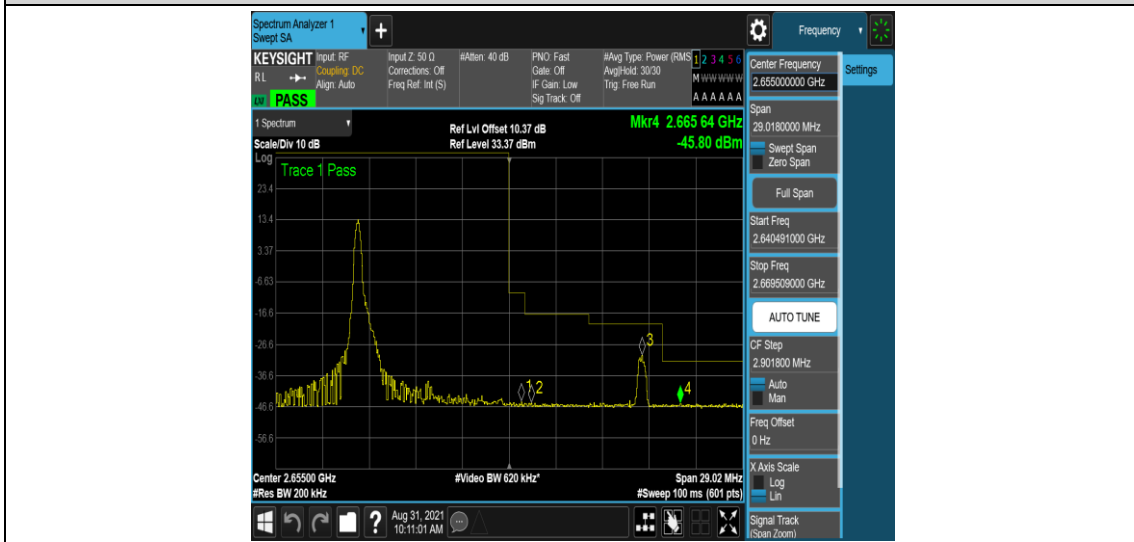 Spectrum Analyzer 1
Swept SA
Frequency
KEYSIGHT
RL
PASS
Input: RF
Coupling: DC
Align: Auto
Input Z: 50 Ω
Corrections: Off
Freq Ref: Int (S)
#Atten: 40 dB
PNO: Fast
Gate: Off
IF Gain: Low
Sig Track: Off
#Avg Type: Power (RMS
Avg|Hold: 30/30
Trig: Free Run
1 2 3 4 5 6
M W W W W W
A A A A A A
Center Frequency
2.655000000 GHz
Settings
1 Spectrum
Scale/Div 10 dB
Ref Lvl Offset 10.37 dB
Ref Level 33.37 dBm
Mkr4 2.665 64 GHz
-45.80 dBm
Log
Trace 1 Pass
23.4
13.4
3.37
-6.63
-16.6
-26.6
-36.6
-46.6
-56.6
1
2
3
4
Span
29.0180000 MHz
Swept Span
Zero Span
Full Span
Start Freq
2.640491000 GHz
Stop Freq
2.669509000 GHz
AUTO TUNE
CF Step
2.901800 MHz
Auto
Man
Freq Offset
0 Hz
X Axis Scale
Log
Lin
Signal Track
(Span Zoom)
Center 2.65500 GHz
#Res BW 200 kHz
#Video BW 620 kHz*
Span 29.02 MHz
#Sweep 100 ms (601 pts)
?
Aug 31, 2021
10:11:01 AM